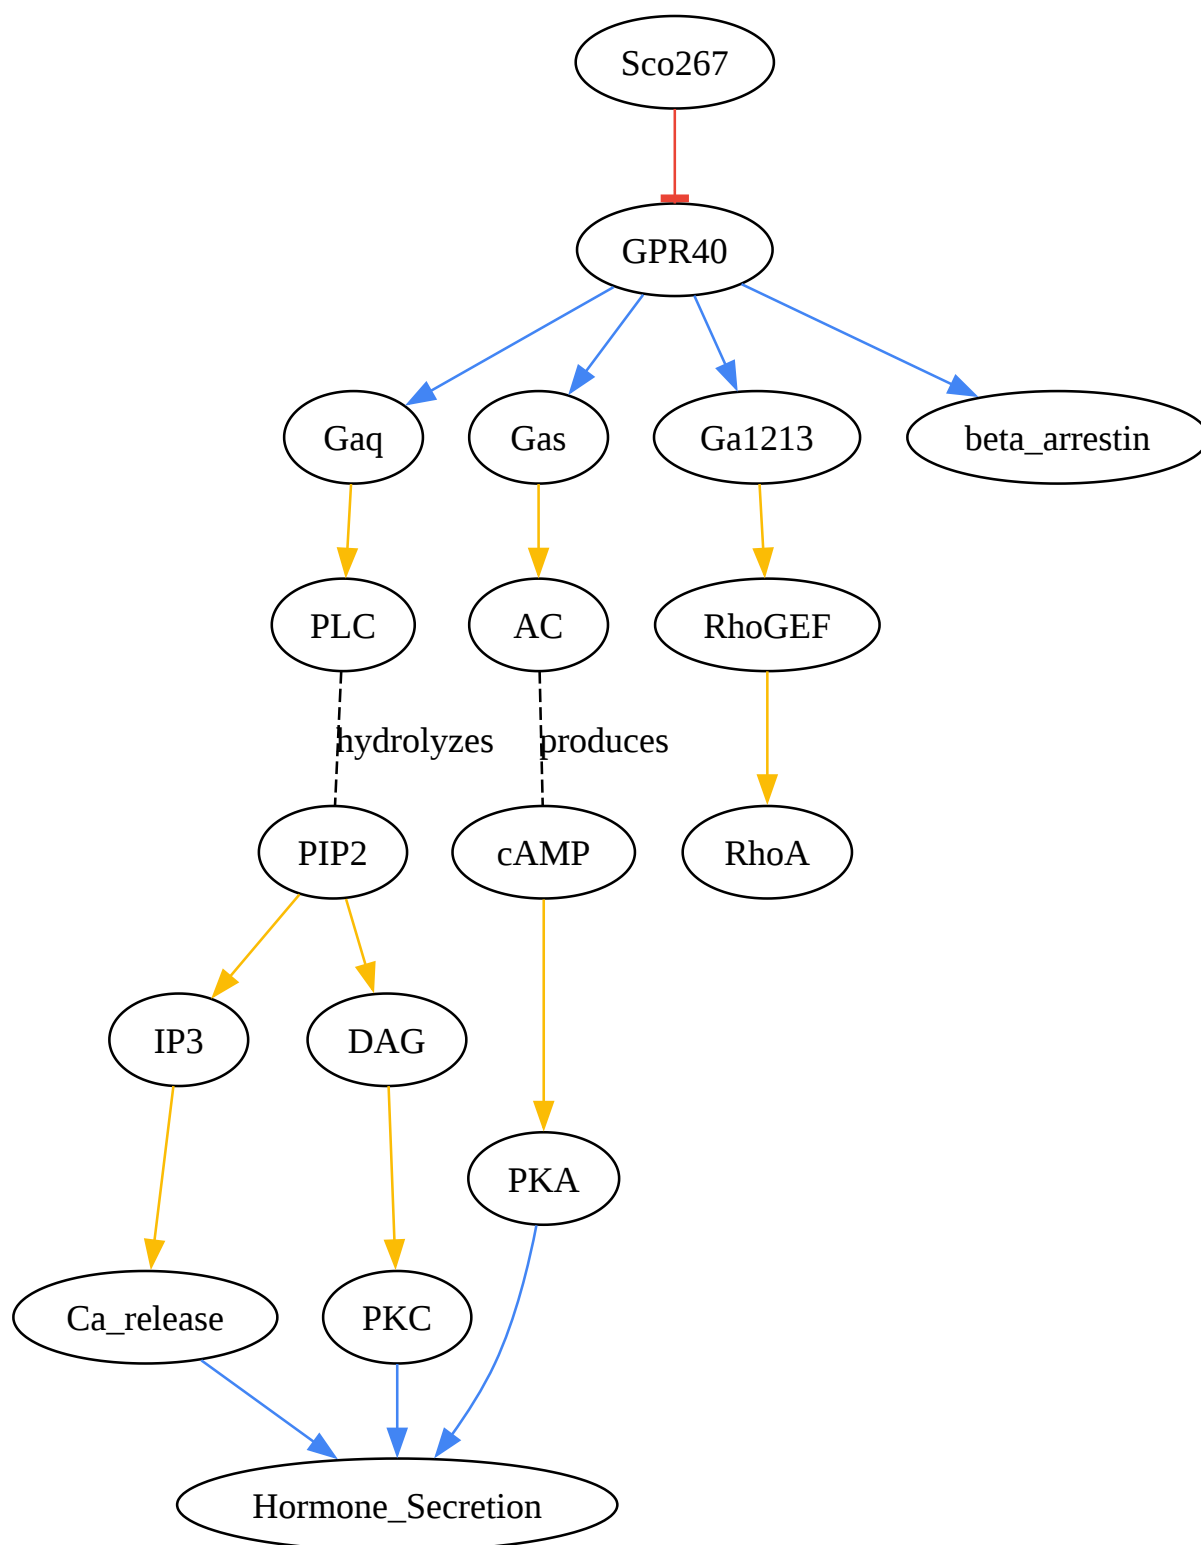 Sco267
GPR40
Gaq
Gas
Ga1213
beta_arrestin
PLC
AC
RhoGEF
hydrolyzes
produces
PIP2
cAMP
RhoA
IP3
DAG
PKA
Ca_release
PKC
Hormone_Secretion